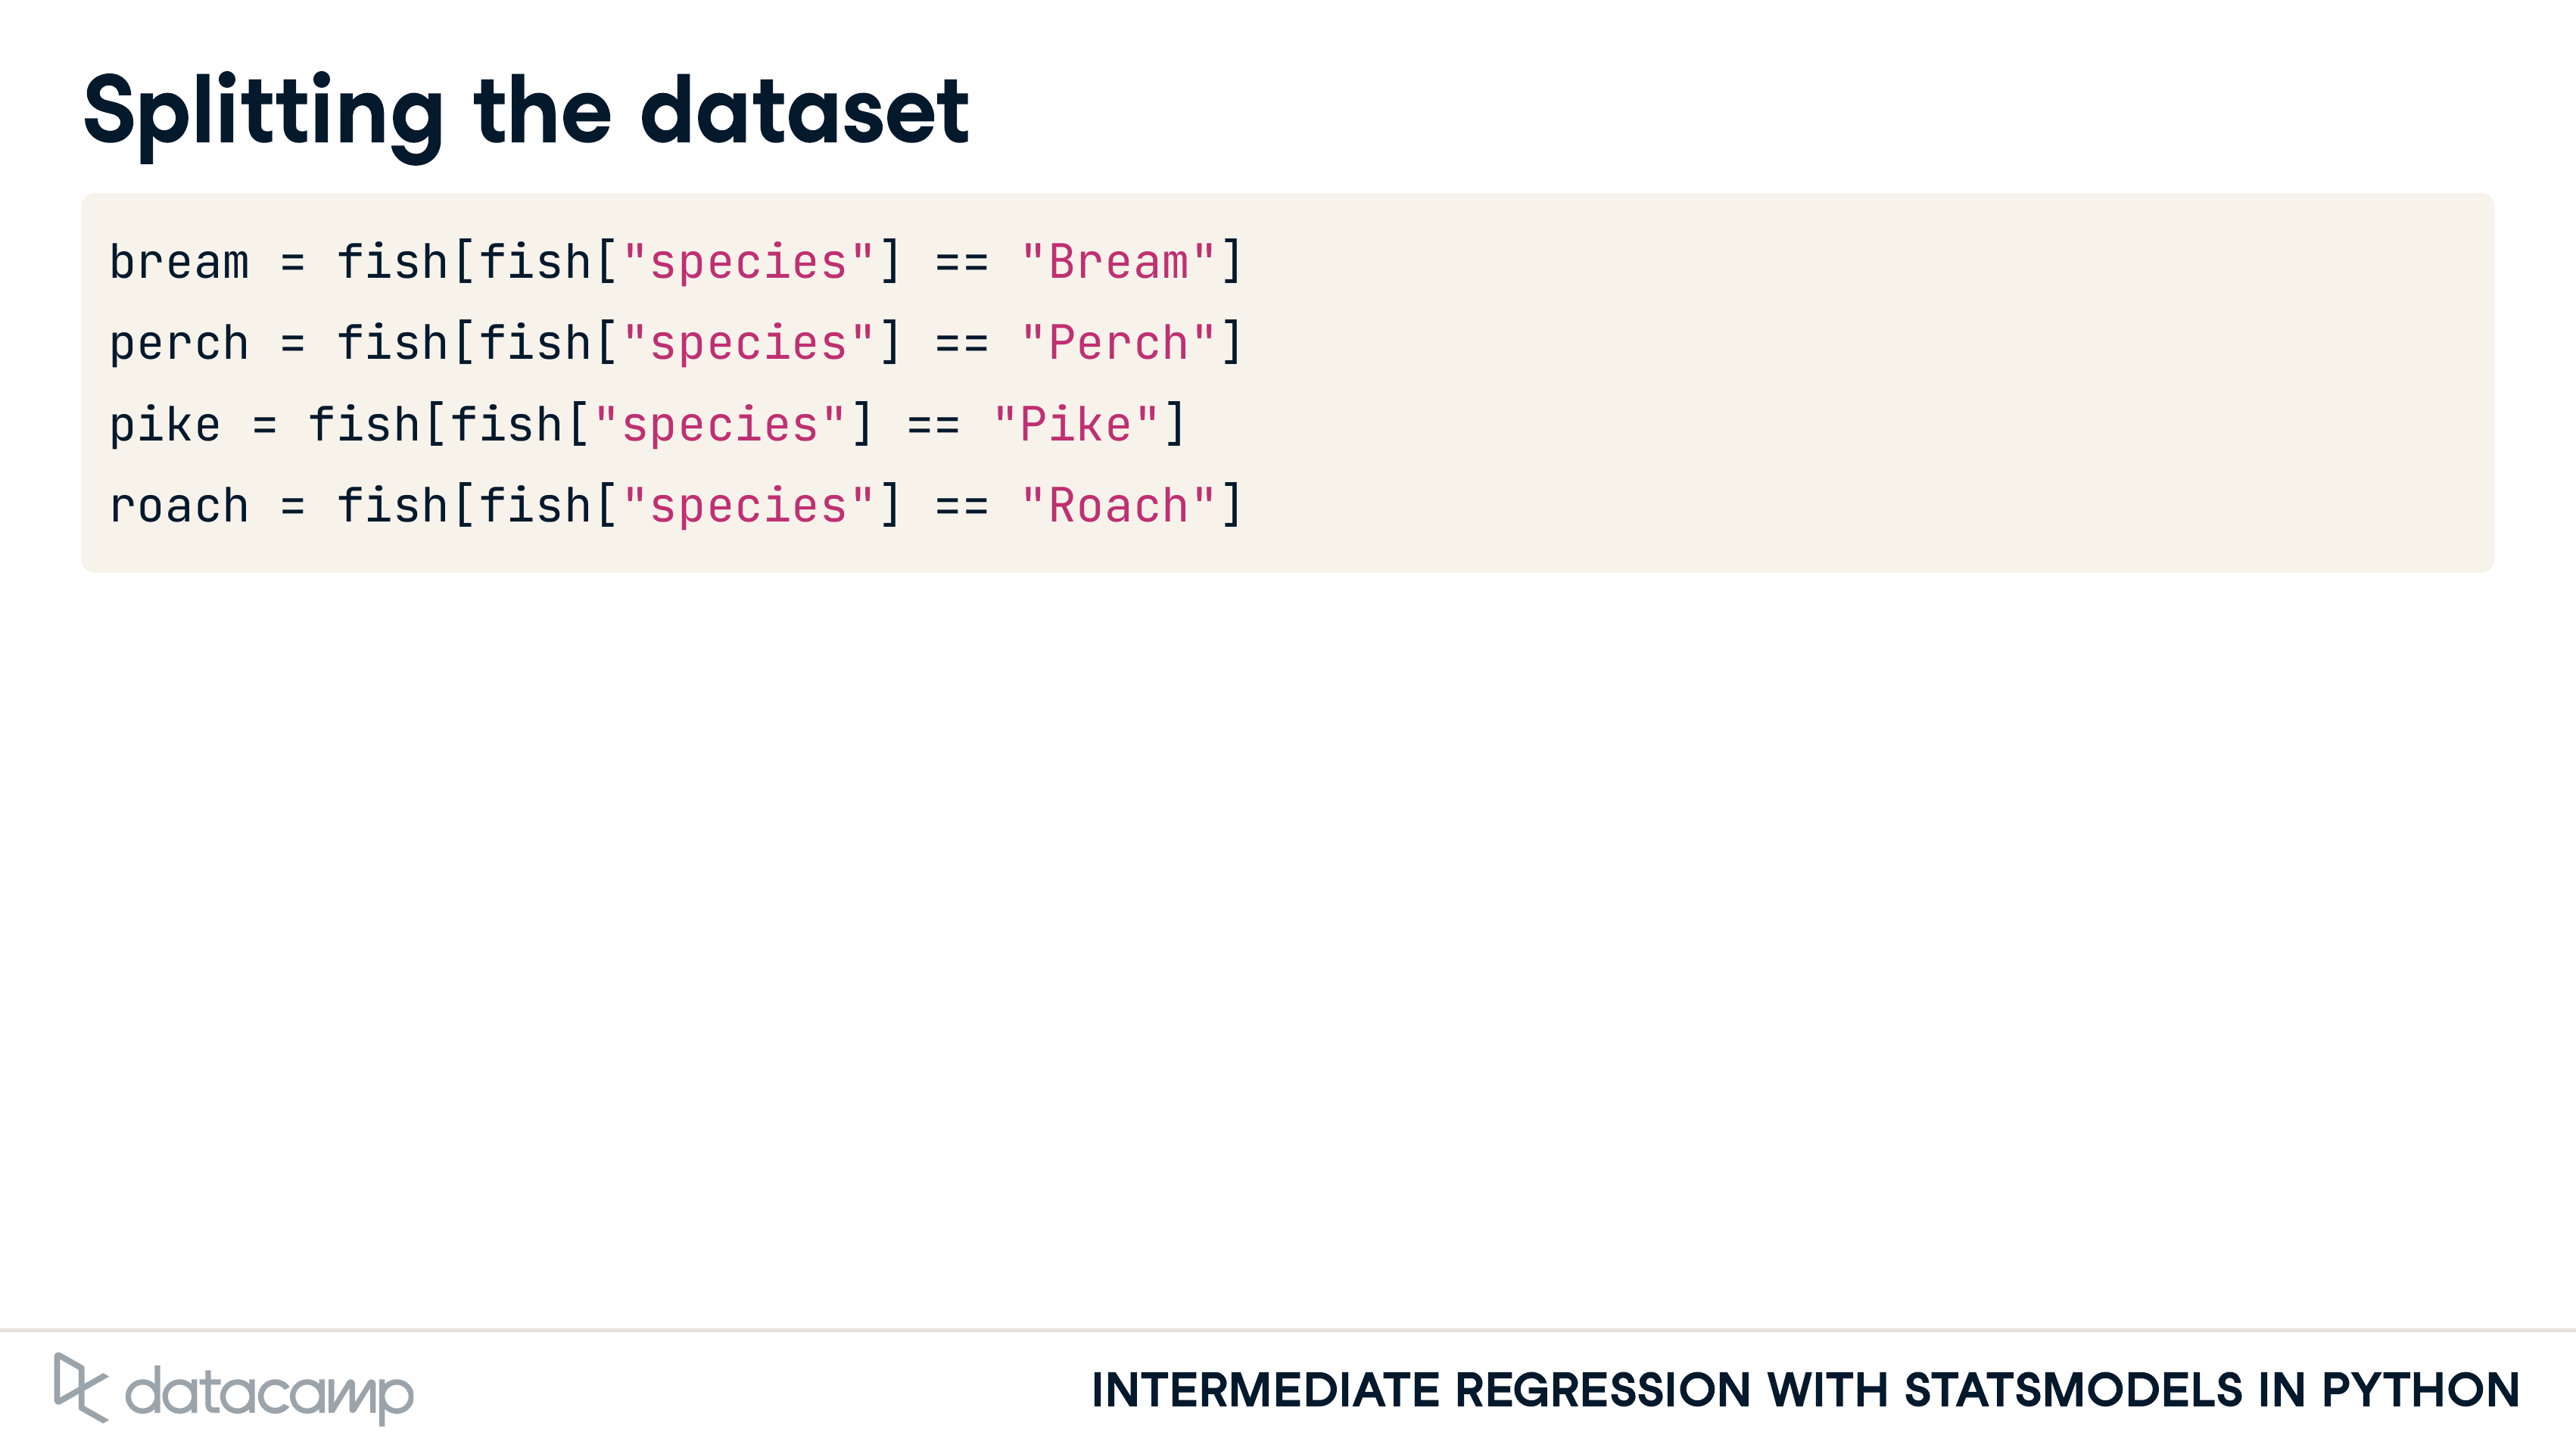 Splitting the dataset
bream = fish[fish["species"] == "Bream"]
perch = fish[fish["species"] == "Perch"]
pike = fish[fish["species"] == "Pike"]
roach = fish[fish["species"] == "Roach"]
datacamp
INTERMEDIATE REGRESSION WITH STATSMODELS IN PYTHON